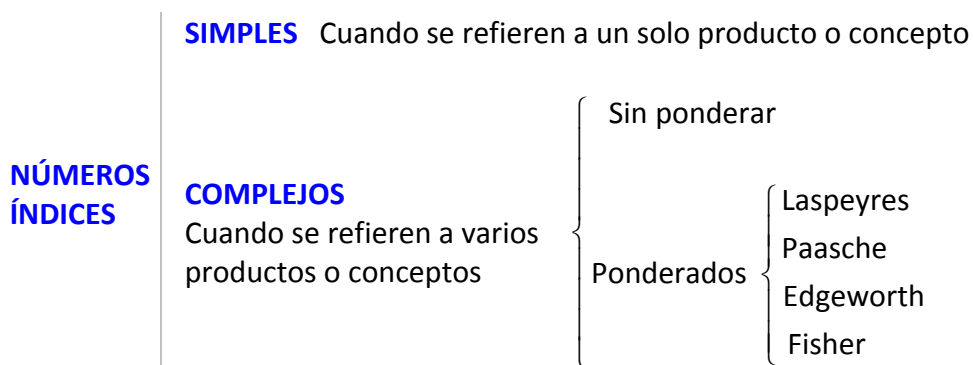 SIMPLES Cuando se refieren a un solo producto o concepto
Sin ponderar
NÚMEROS
ÍNDICES
COMPLEJOS
Cuando se refieren a varios
productos o conceptos
Ponderados
Laspeyres
Paasche
Edgeworth
Fisher